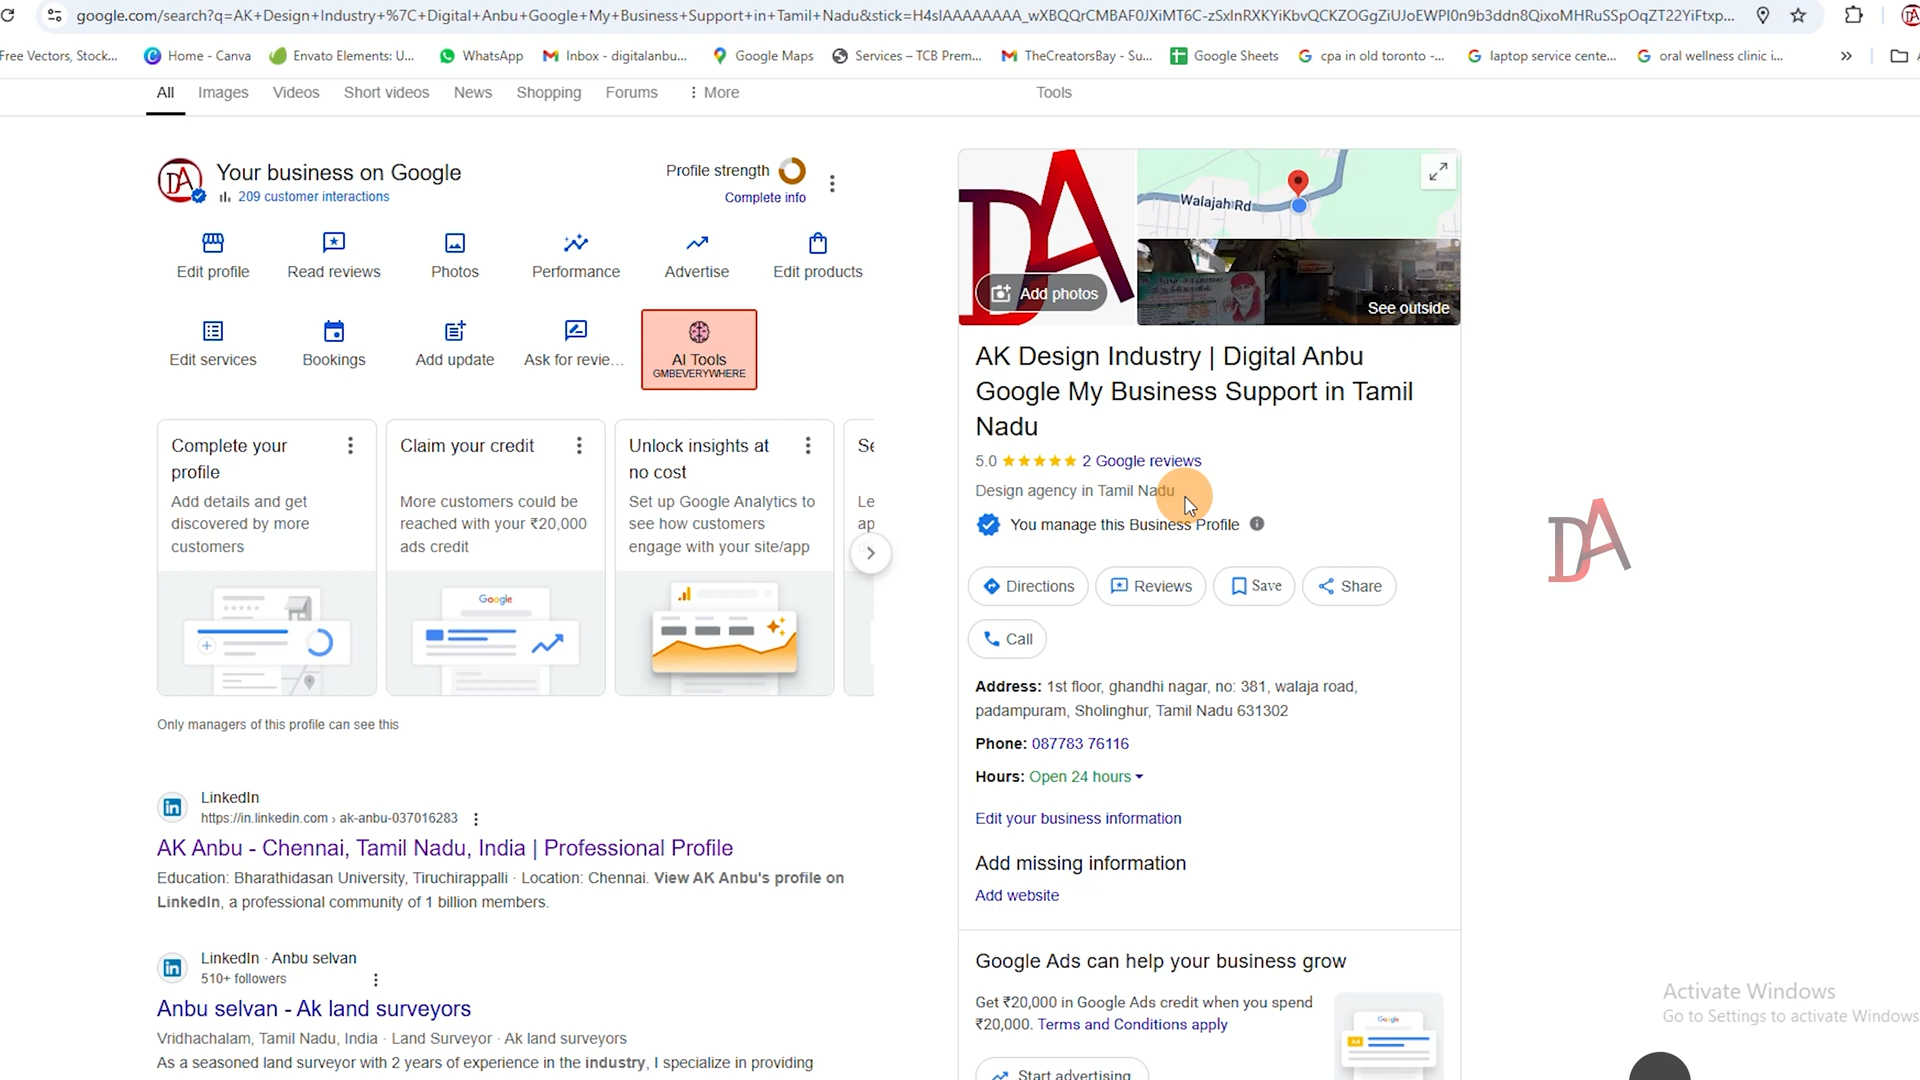 google.com/search?q=AK+Design+Industry+%7C+Digital+Anbu+Google+My+Business+Support+in+Tamil+Nadu&stick=
Free Vectors, Stock...
Home - Canva
Envato Elements: U...
WhatsApp
Inbox - digitalanbu...
Google Maps
Services – TCB Prem...
TheCreatorsBay - Su...
Google Sheets
cpa in old toronto -...
laptop service cente...
oral wellness clinic i...
All
Images
Videos
Short videos
News
Shopping
Forums
More
Tools
Your business on Google
209 customer interactions
Profile strength
Complete info
Edit profile
Read reviews
Photos
Performance
Advertise
Edit products
Edit services
Bookings
Add update
Ask for revie...
AI Tools
GMBEVERYWHERE
Complete your
profile
Add details and get
discovered by more
customers
Claim your credit
More customers could be
reached with your ₹20,000
ads credit
Google
Unlock insights at
no cost
Set up Google Analytics to
see how customers
engage with your site/app
Se
Le
ap
Only managers of this profile can see this
LinkedIn
https://in.linkedin.com › ak-anbu-037016283
AK Anbu - Chennai, Tamil Nadu, India | Professional Profile
Education: Bharathidasan University, Tiruchirappalli · Location: Chennai. View AK Anbu's profile on
LinkedIn, a professional community of 1 billion members.
LinkedIn · Anbu selvan
510+ followers
Anbu selvan - Ak land surveyors
Vridhachalam, Tamil Nadu, India · Land Surveyor · Ak land surveyors
As a seasoned land surveyor with 2 years of experience in the industry, I specialize in providing
DA
Add photos
Walajah Rd
See outside
AK Design Industry | Digital Anbu
Google My Business Support in Tamil
Nadu
5.0
2 Google reviews
Design agency in Tamil Nadu
You manage this Business Profile
Directions
Reviews
Save
Share
Call
Address: 1st floor, ghandhi nagar, no: 381, walaja road,
padampuram, Sholinghur, Tamil Nadu 631302
Phone: 087783 76116
Hours: Open 24 hours
Edit your business information
Add missing information
Add website
Google Ads can help your business grow
Get ₹20,000 in Google Ads credit when you spend
₹20,000. Terms and Conditions apply
Google
Ad
Start advertising
DA
Activate Windows
Go to Settings to activate Windows